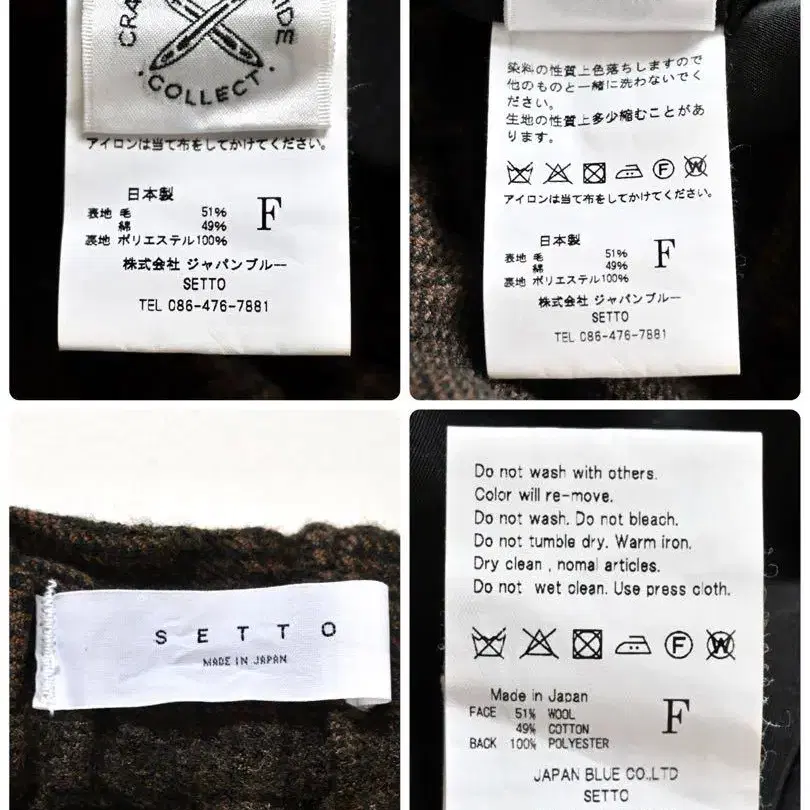 COLLECT
アイロンは当て布をしてかけてください。
日本製
表地 毛 51%
綿 49%
裏地 ポリエステル100%
F
株式会社 ジャパンブルー
SETTO
TEL 086-476-7881
染料の性質上色落ちしますので
他のものと一緒に洗わないでく
ださい。
生地の性質上多少縮むことがあ
ります。
F W
アイロンは当て布をしてかけてください。
日本製
表地 毛 51%
綿 49%
裏地 ポリエステル100%
F
株式会社 ジャパンブルー
SETTO
TEL 086-476-7881
SETTO
MADE IN JAPAN
Do not wash with others.
Color will re-move.
Do not wash. Do not bleach.
Do not tumble dry. Warm iron.
Dry clean , nomal articles.
Do not wet clean. Use press cloth.
F W
Made in Japan
FACE 51% WOOL
49% COTTON
BACK 100% POLYESTER
F
JAPAN BLUE CO.,LTD
SETTO